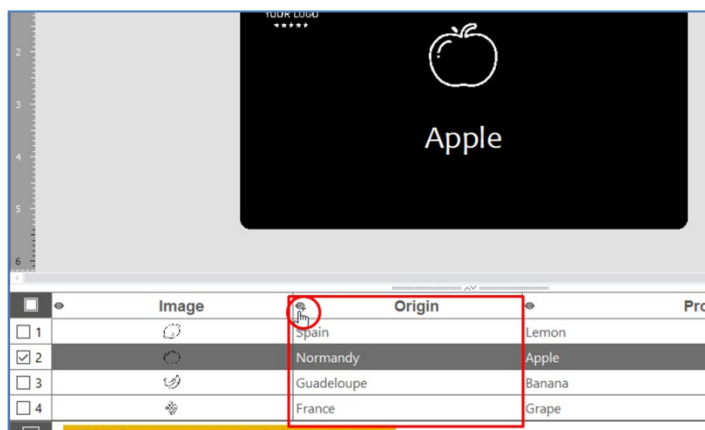 YOUR LOGO
★★★★★
2
3
4
5
6
Apple
Image Origin Pro
1 Spain Lemon
2 Normandy Apple
3 Guadeloupe Banana
4 France Grape